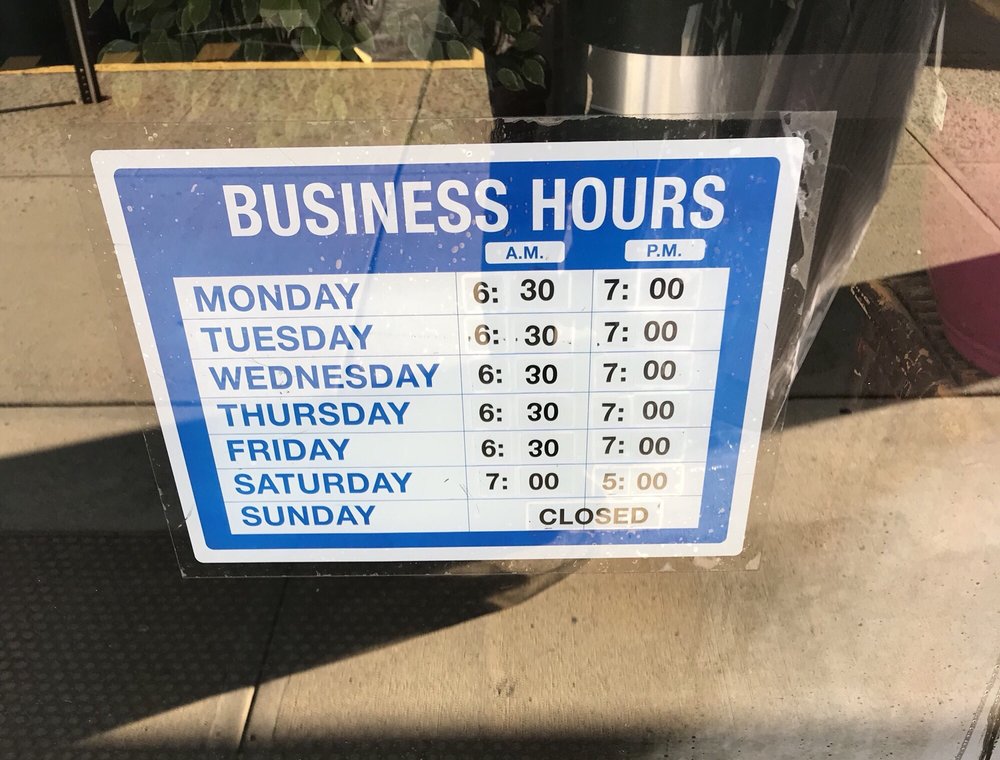 BUSINESS HOURS
A.M. P.M.
MONDAY 6: 30 7: 00
TUESDAY 6: 30 7: 00
WEDNESDAY 6: 30 7: 00
THURSDAY 6: 30 7: 00
FRIDAY 6: 30 7: 00
SATURDAY 7: 00 5: 00
SUNDAY CLOSED